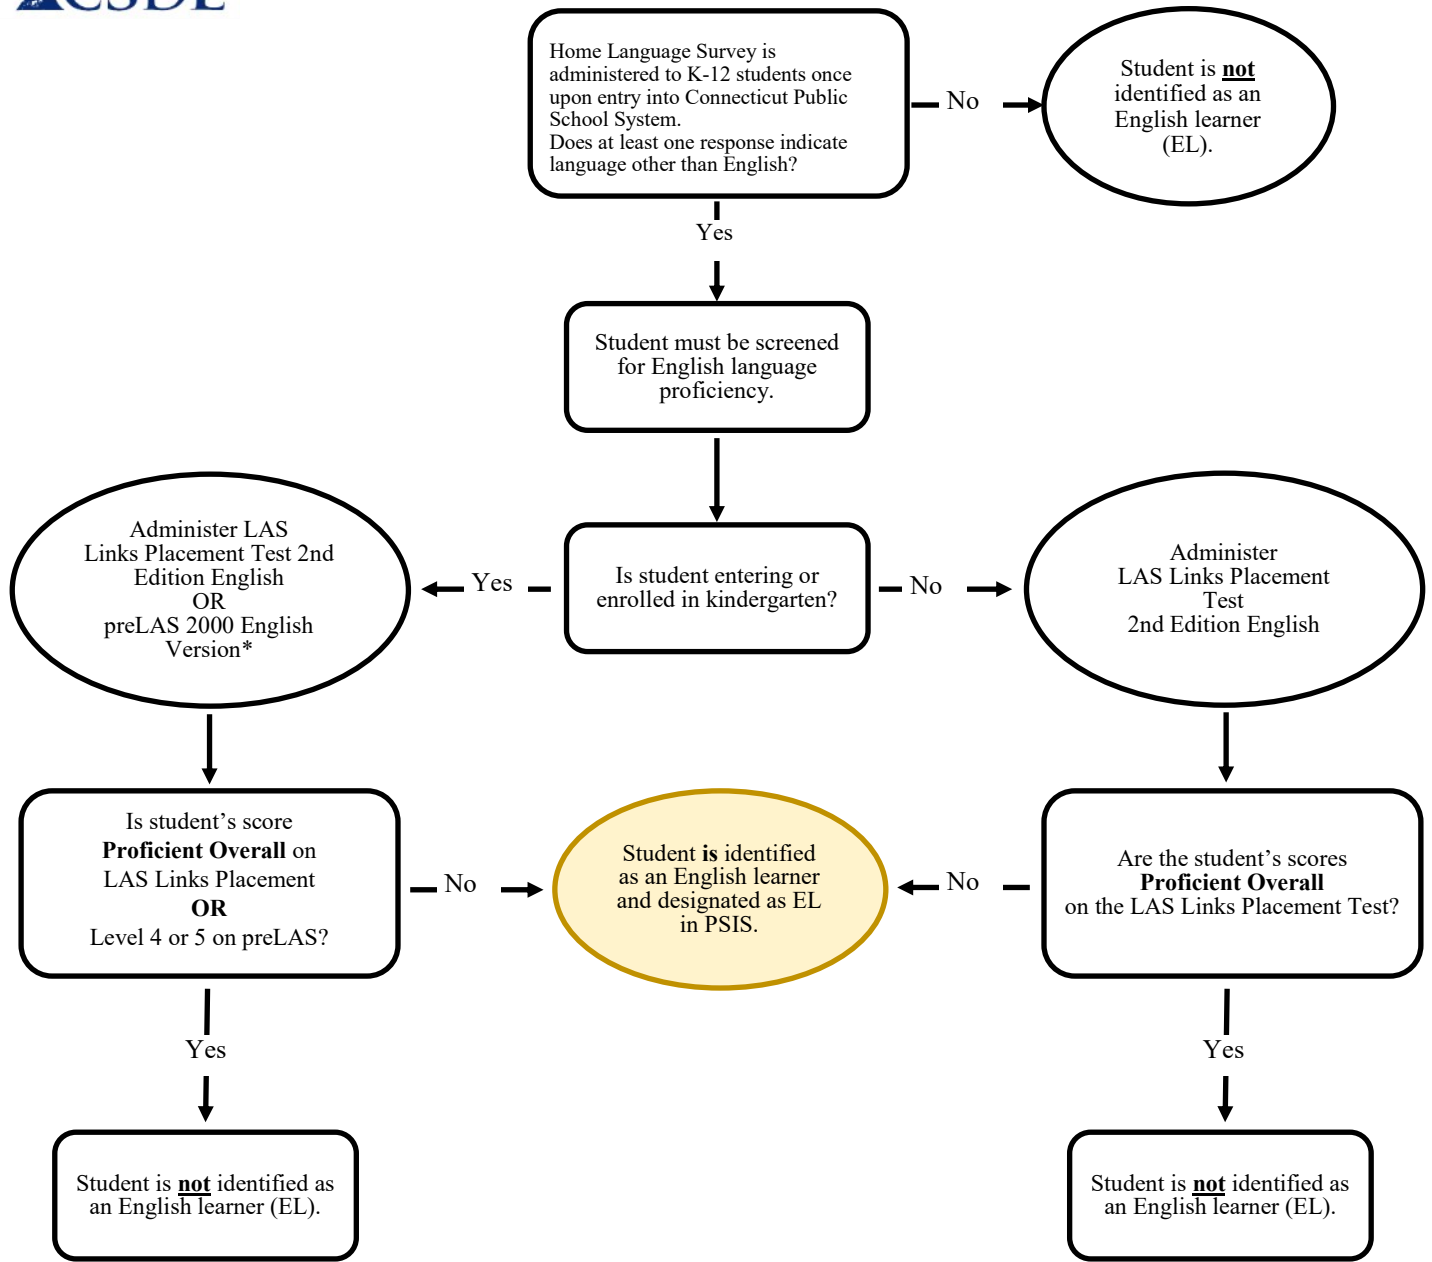 CSDE
Home Language Survey is
administered to K-12 students once
upon entry into Connecticut Public
School System.
Does at least one response indicate
language other than English?
No
Student is not
identified as an
English learner
(EL).
Yes
Student must be screened
for English language
proficiency.
Is student entering or
enrolled in kindergarten?
Yes
Administer LAS
Links Placement Test 2nd
Edition English
OR
preLAS 2000 English
Version*
No
Administer
LAS Links Placement
Test
2nd Edition English
Is student’s score
Proficient Overall on
LAS Links Placement
OR
Level 4 or 5 on preLAS?
No
Student is identified
as an English learner
and designated as EL
in PSIS.
No
Are the student’s scores
Proficient Overall
on the LAS Links Placement Test?
Yes
Yes
Student is not identified as
an English learner (EL).
Student is not identified as
an English learner (EL).